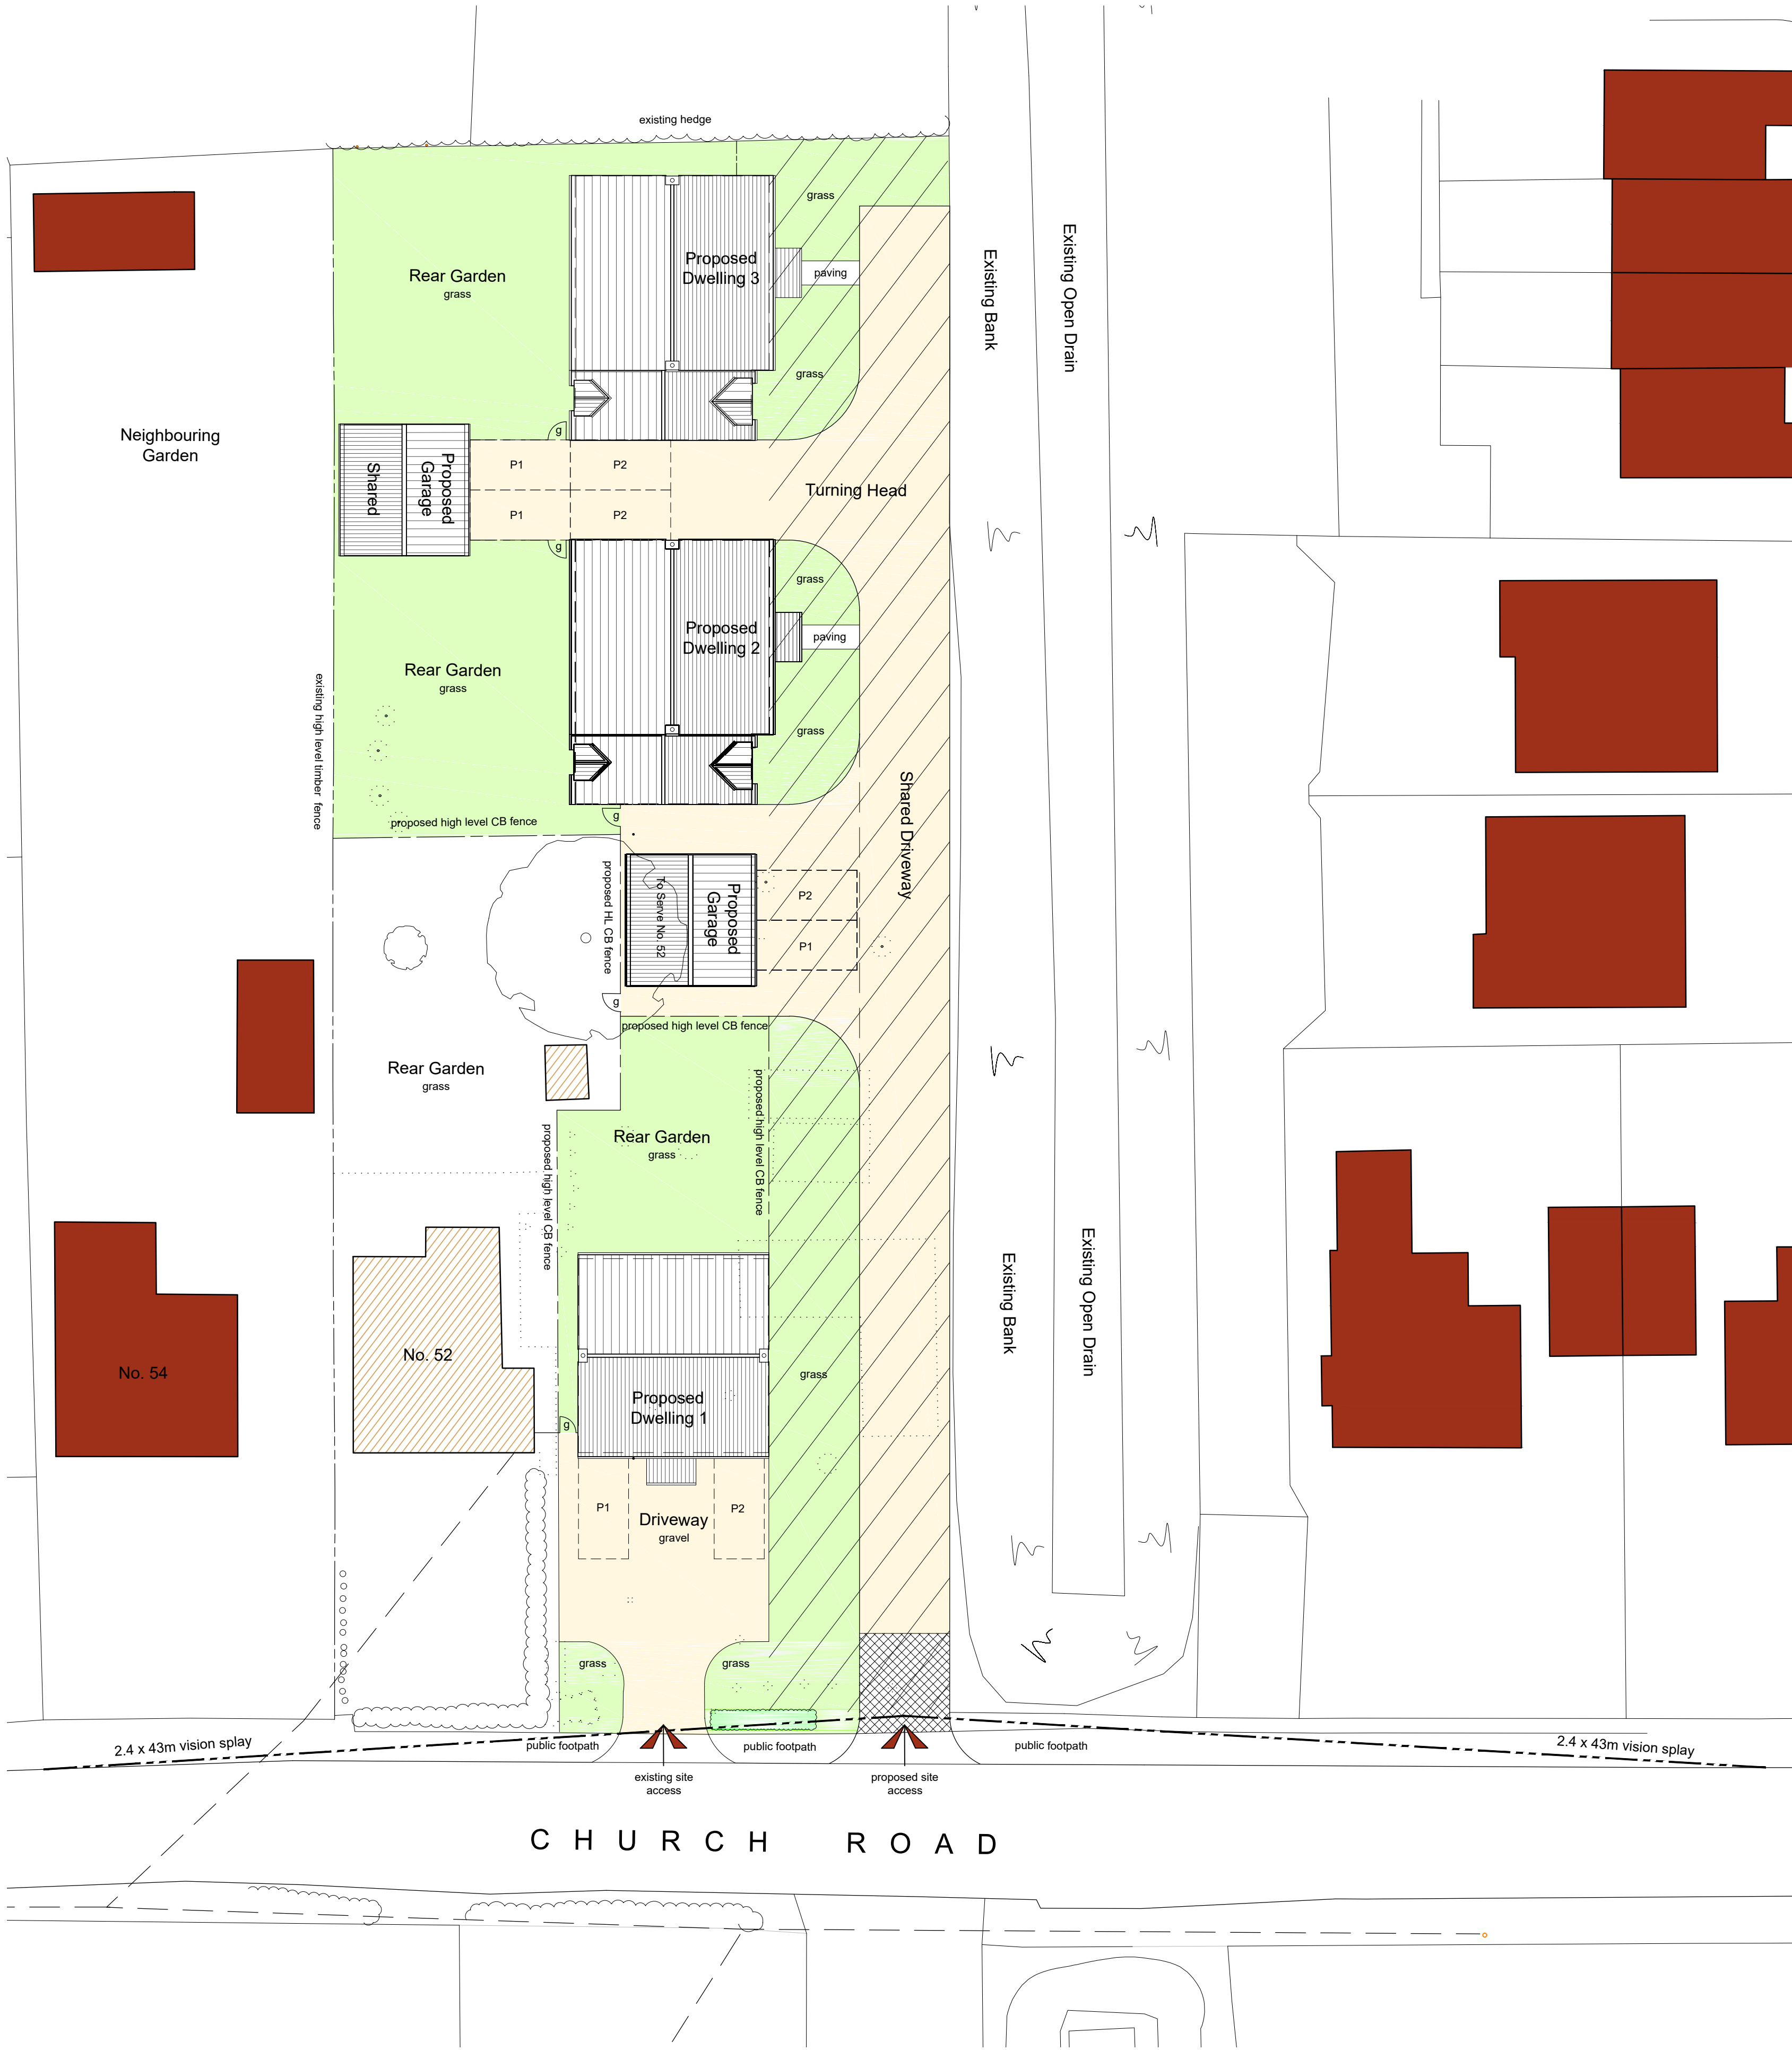 existing hedge
grass
Proposed
Dwelling 3
paving
Rear Garden
grass
grass
Existing Bank
Existing Open Drain
Neighbouring
Garden
g
P1
P2
Shared
Proposed
Garage
Turning Head
P1
P2
g
grass
Proposed
Dwelling 2
paving
Rear Garden
grass
grass
existing high level timber fence
g
proposed high level CB fence
Shared Driveway
proposed HL CB fence
To Serve No. 52
Proposed
Garage
P2
P1
g
proposed high level CB fence
Rear Garden
grass
proposed high level CB fence
Rear Garden
grass
proposed high level CB fence
Existing Bank
Existing Open Drain
No. 54
No. 52
grass
Proposed
Dwelling 1
g
P1
P2
Driveway
gravel
grass
grass
2.4 x 43m vision splay
public footpath
public footpath
public footpath
2.4 x 43m vision splay
existing site
access
proposed site
access
CHURCH ROAD